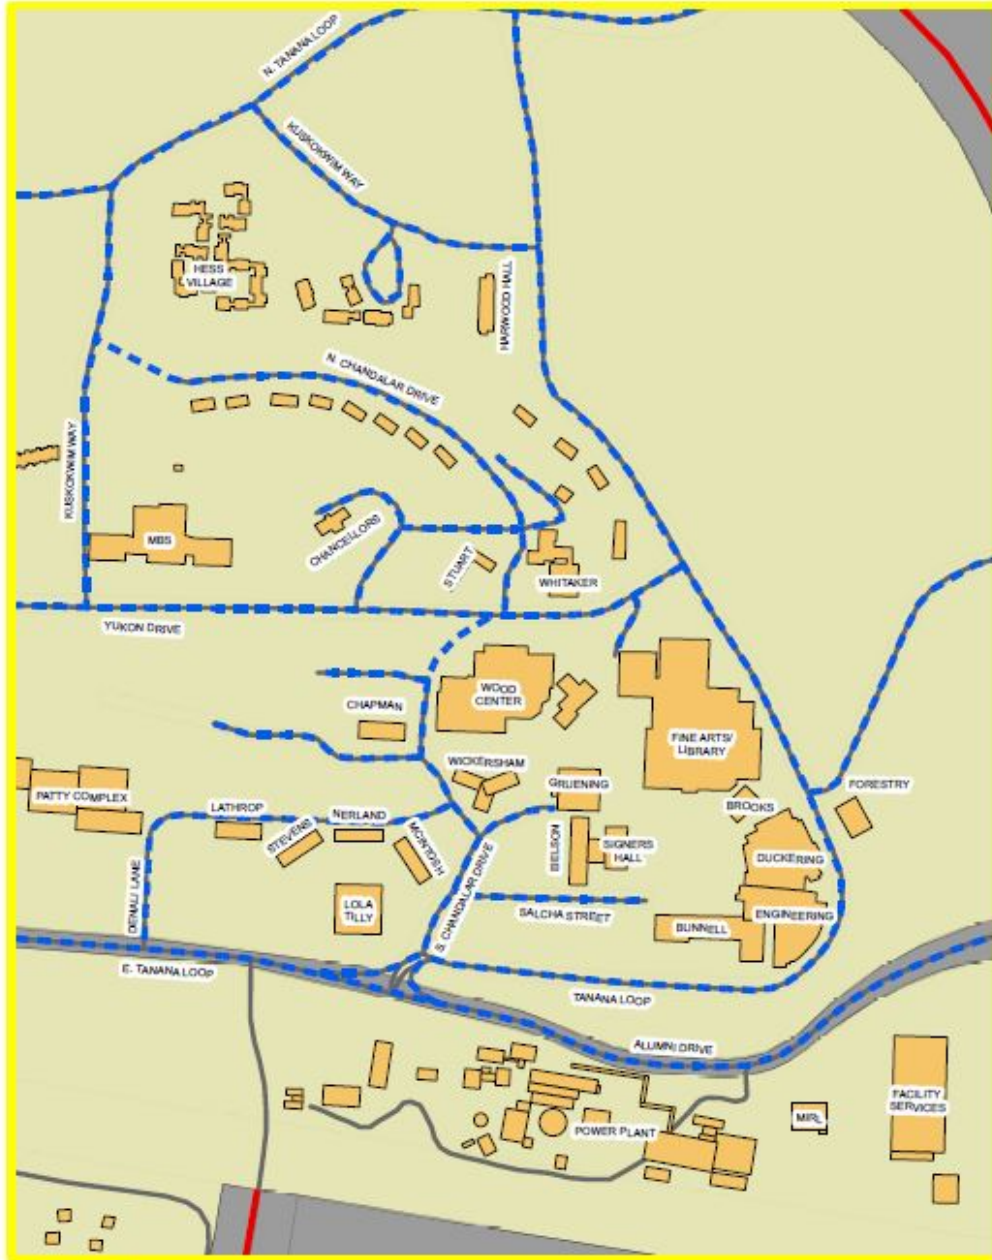 N. TANANA LOOP
KUSKOKWIM WAY
HESS
VILLAGE
HARWOOD HALL
N. CHANDALAR DRIVE
KUSKOKWIM WAY
MBS
CHANCELLORS
STUART
WHITAKER
YUKON DRIVE
WOOD
CENTER
CHAPMAN
FINE ARTS/
LIBRARY
WICKERSHAM
GRUENING
FORESTRY
PATTY COMPLEX
LATHROP
NERLAND
BROOKS
STEVENS
MCINTOSH
BELSON
SIGNERS
HALL
DUCKERING
DENALI LANE
LOLA
TILLY
S. CHANDALAR DRIVE
SALCHA STREET
BUNNELL
ENGINEERING
E. TANANA LOOP
TANANA LOOP
ALUMNI DRIVE
FACILITY
SERVICES
MIRL
POWER PLANT